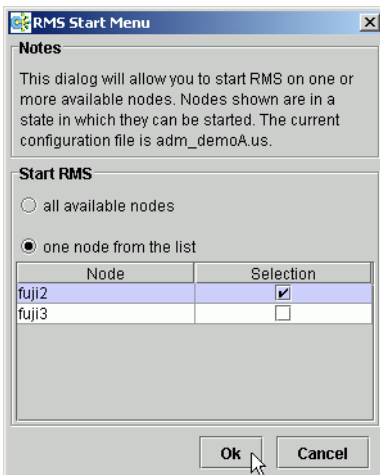 RMS Start Menu
Notes
This dialog will allow you to start RMS on one or
more available nodes. Nodes shown are in a
state in which they can be started. The current
configuration file is adm_demoA.us.
Start RMS
all available nodes
one node from the list
Node Selection
fuji2
fuji3
Ok Cancel